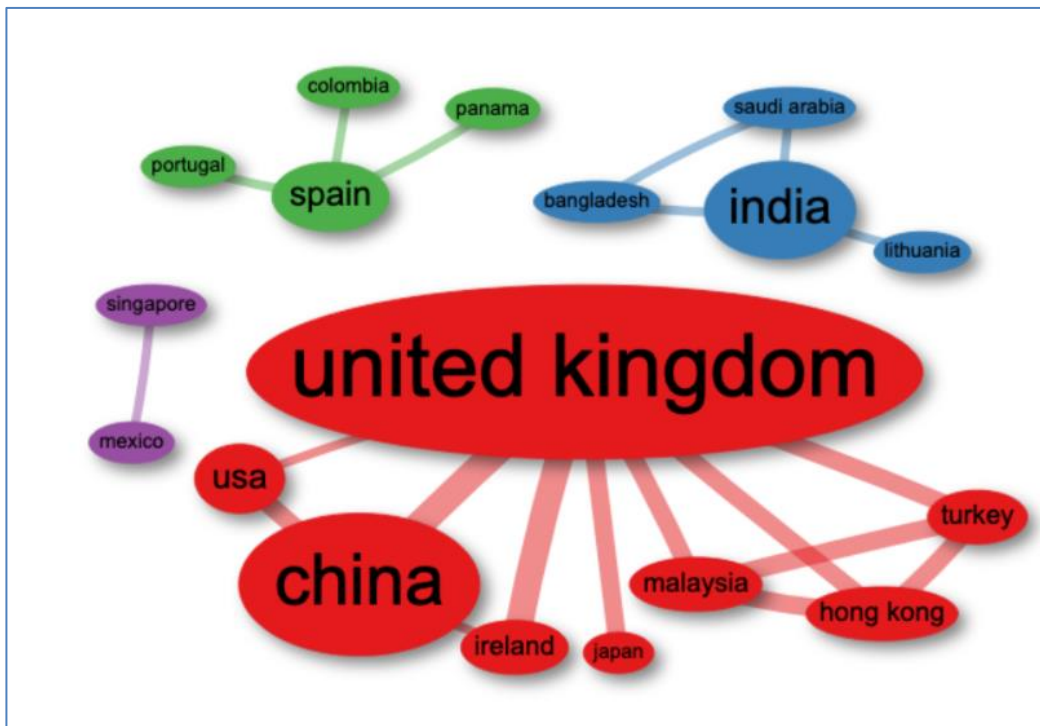 colombia
panama
portugal
spain
saudi arabia
bangladesh
india
lithuania
singapore
mexico
united kingdom
usa
china
turkey
malaysia
hong kong
ireland
japan